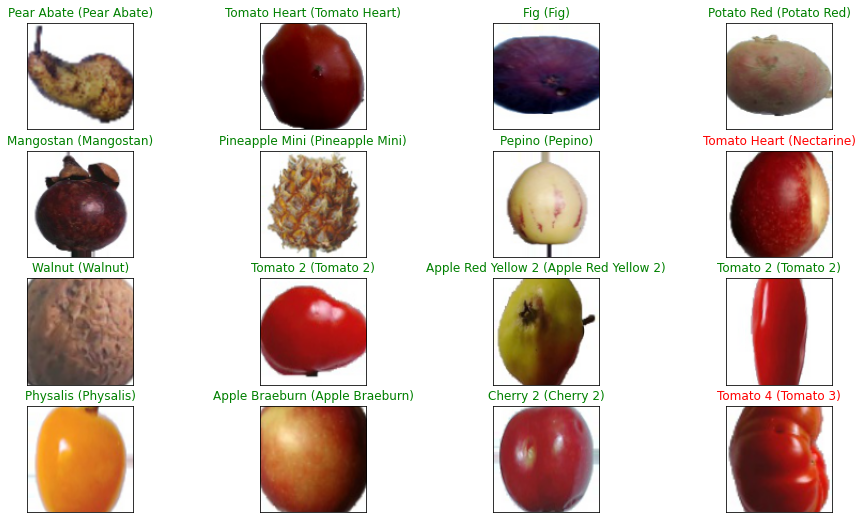 Pear Abate (Pear Abate)
Tomato Heart (Tomato Heart)
Fig (Fig)
Potato Red (Potato Red)
Mangostan (Mangostan)
Pineapple Mini (Pineapple Mini)
Pepino (Pepino)
Tomato Heart (Nectarine)
Walnut (Walnut)
Tomato 2 (Tomato 2)
Apple Red Yellow 2 (Apple Red Yellow 2)
Tomato 2 (Tomato 2)
Physalis (Physalis)
Apple Braeburn (Apple Braeburn)
Cherry 2 (Cherry 2)
Tomato 4 (Tomato 3)